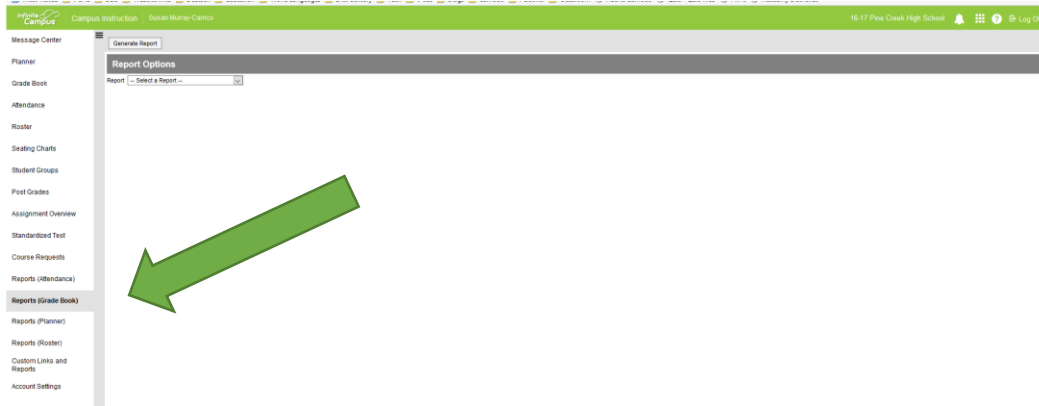 Infinite Campus Campus Instruction Susan Murray-Carrico 16-17 Pine Creek High School Log Of
Message Center
Generate Report
Planner
Report Options
Report -- Select a Report --
Grade Book
Attendance
Roster
Seating Charts
Student Groups
Post Grades
Assignment Overview
Standardized Test
Course Requests
Reports (Attendance)
Reports (Grade Book)
Reports (Planner)
Reports (Roster)
Custom Links and
Reports
Account Settings